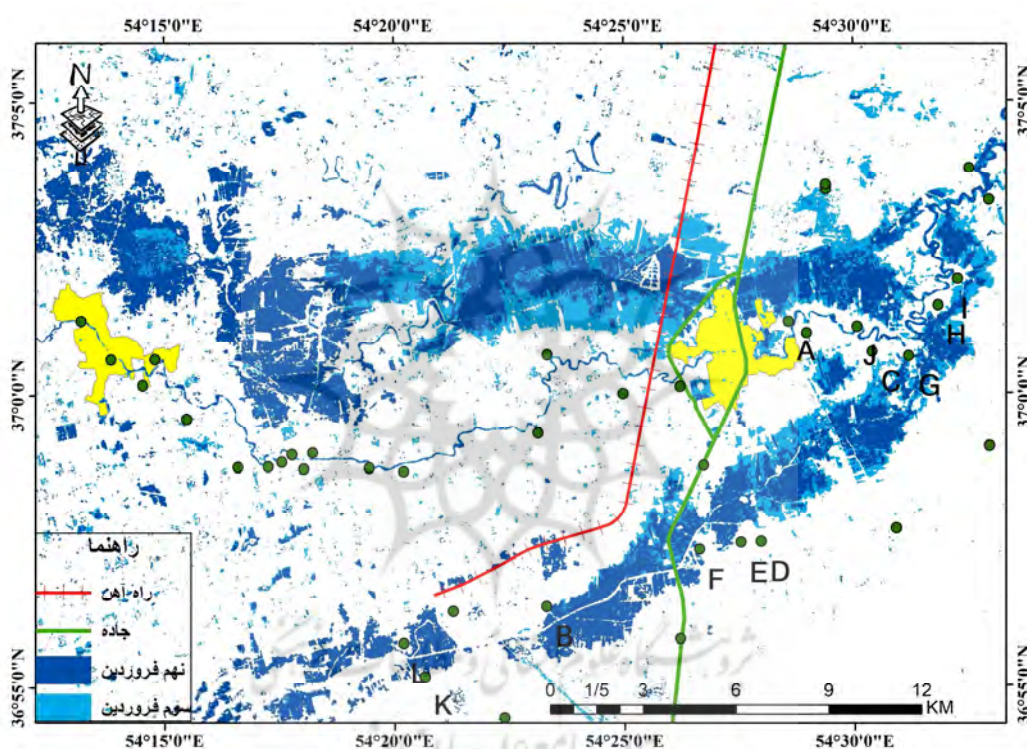 54°15'0"E 54°20'0"E 54°25'0"E 54°30'0"E
37°5'0"N 37°5'0"N
N
37°0'0"N 37°0'0"N
36°55'0"N 36°55'0"N
A
J
I
H
C
G
F
ED
B
L
K
راهنما
راه آهن
جاده
نهم فروردین
سوم فروردین
0 1/5 3 6 9 12
KM
54°15'0"E 54°20'0"E 54°25'0"E 54°30'0"E